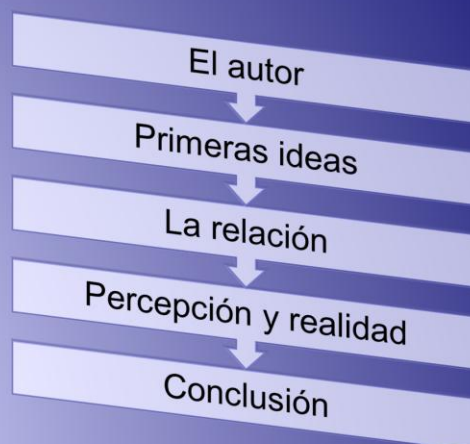 El autor
Primeras ideas
La relación
Percepción y realidad
Conclusión